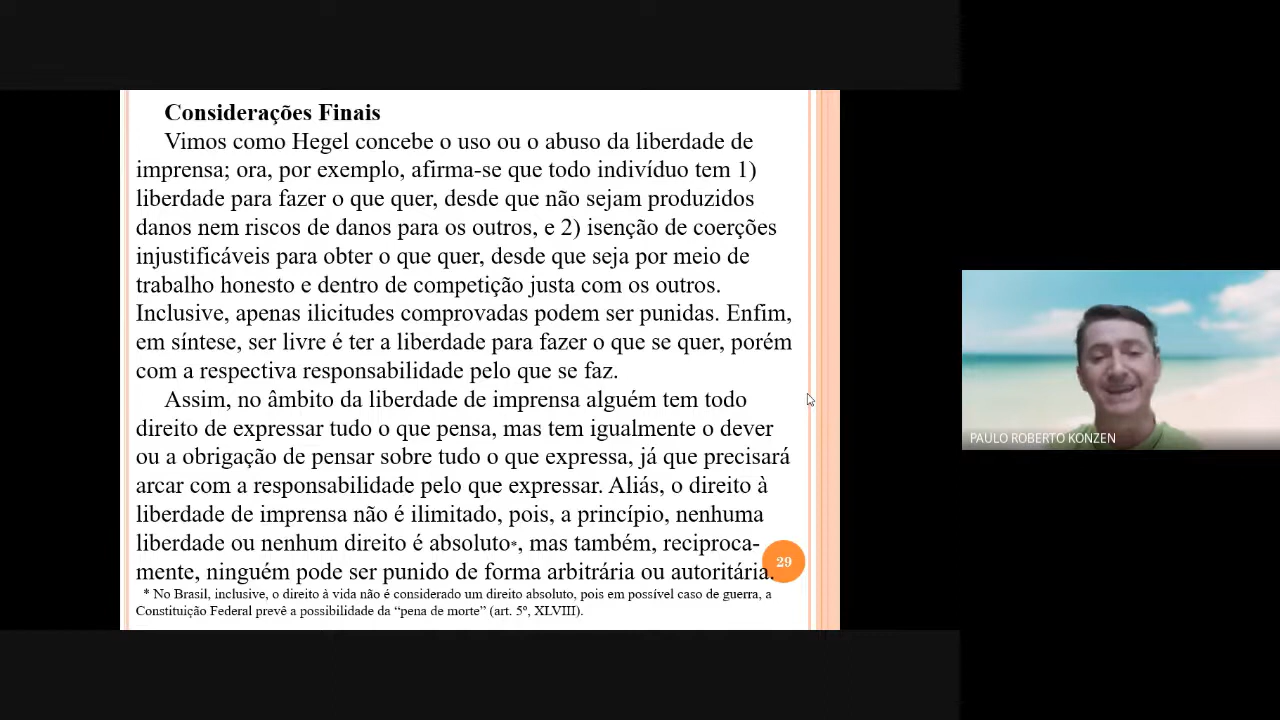 Considerações Finais
Vimos como Hegel concebe o uso ou o abuso da liberdade de
imprensa; ora, por exemplo, afirma-se que todo indivíduo tem 1)
liberdade para fazer o que quer, desde que não sejam produzidos
danos nem riscos de danos para os outros, e 2) isenção de coerções
injustificáveis para obter o que quer, desde que seja por meio de
trabalho honesto e dentro de competição justa com os outros.
Inclusive, apenas ilicitudes comprovadas podem ser punidas. Enfim,
em síntese, ser livre é ter a liberdade para fazer o que se quer, porém
com a respectiva responsabilidade pelo que se faz.
Assim, no âmbito da liberdade de imprensa alguém tem todo
direito de expressar tudo o que pensa, mas tem igualmente o dever
ou a obrigação de pensar sobre tudo o que expressa, já que precisará
arcar com a responsabilidade pelo que expressar. Aliás, o direito à
liberdade de imprensa não é ilimitado, pois, a princípio, nenhuma
liberdade ou nenhum direito é absoluto*, mas também, reciproca-
mente, ninguém pode ser punido de forma arbitrária ou autoritária.
29
* No Brasil, inclusive, o direito à vida não é considerado um direito absoluto, pois em possível caso de guerra, a
Constituição Federal prevê a possibilidade da “pena de morte” (art. 5º, XLVIII).
PAULO ROBERTO KONZEN